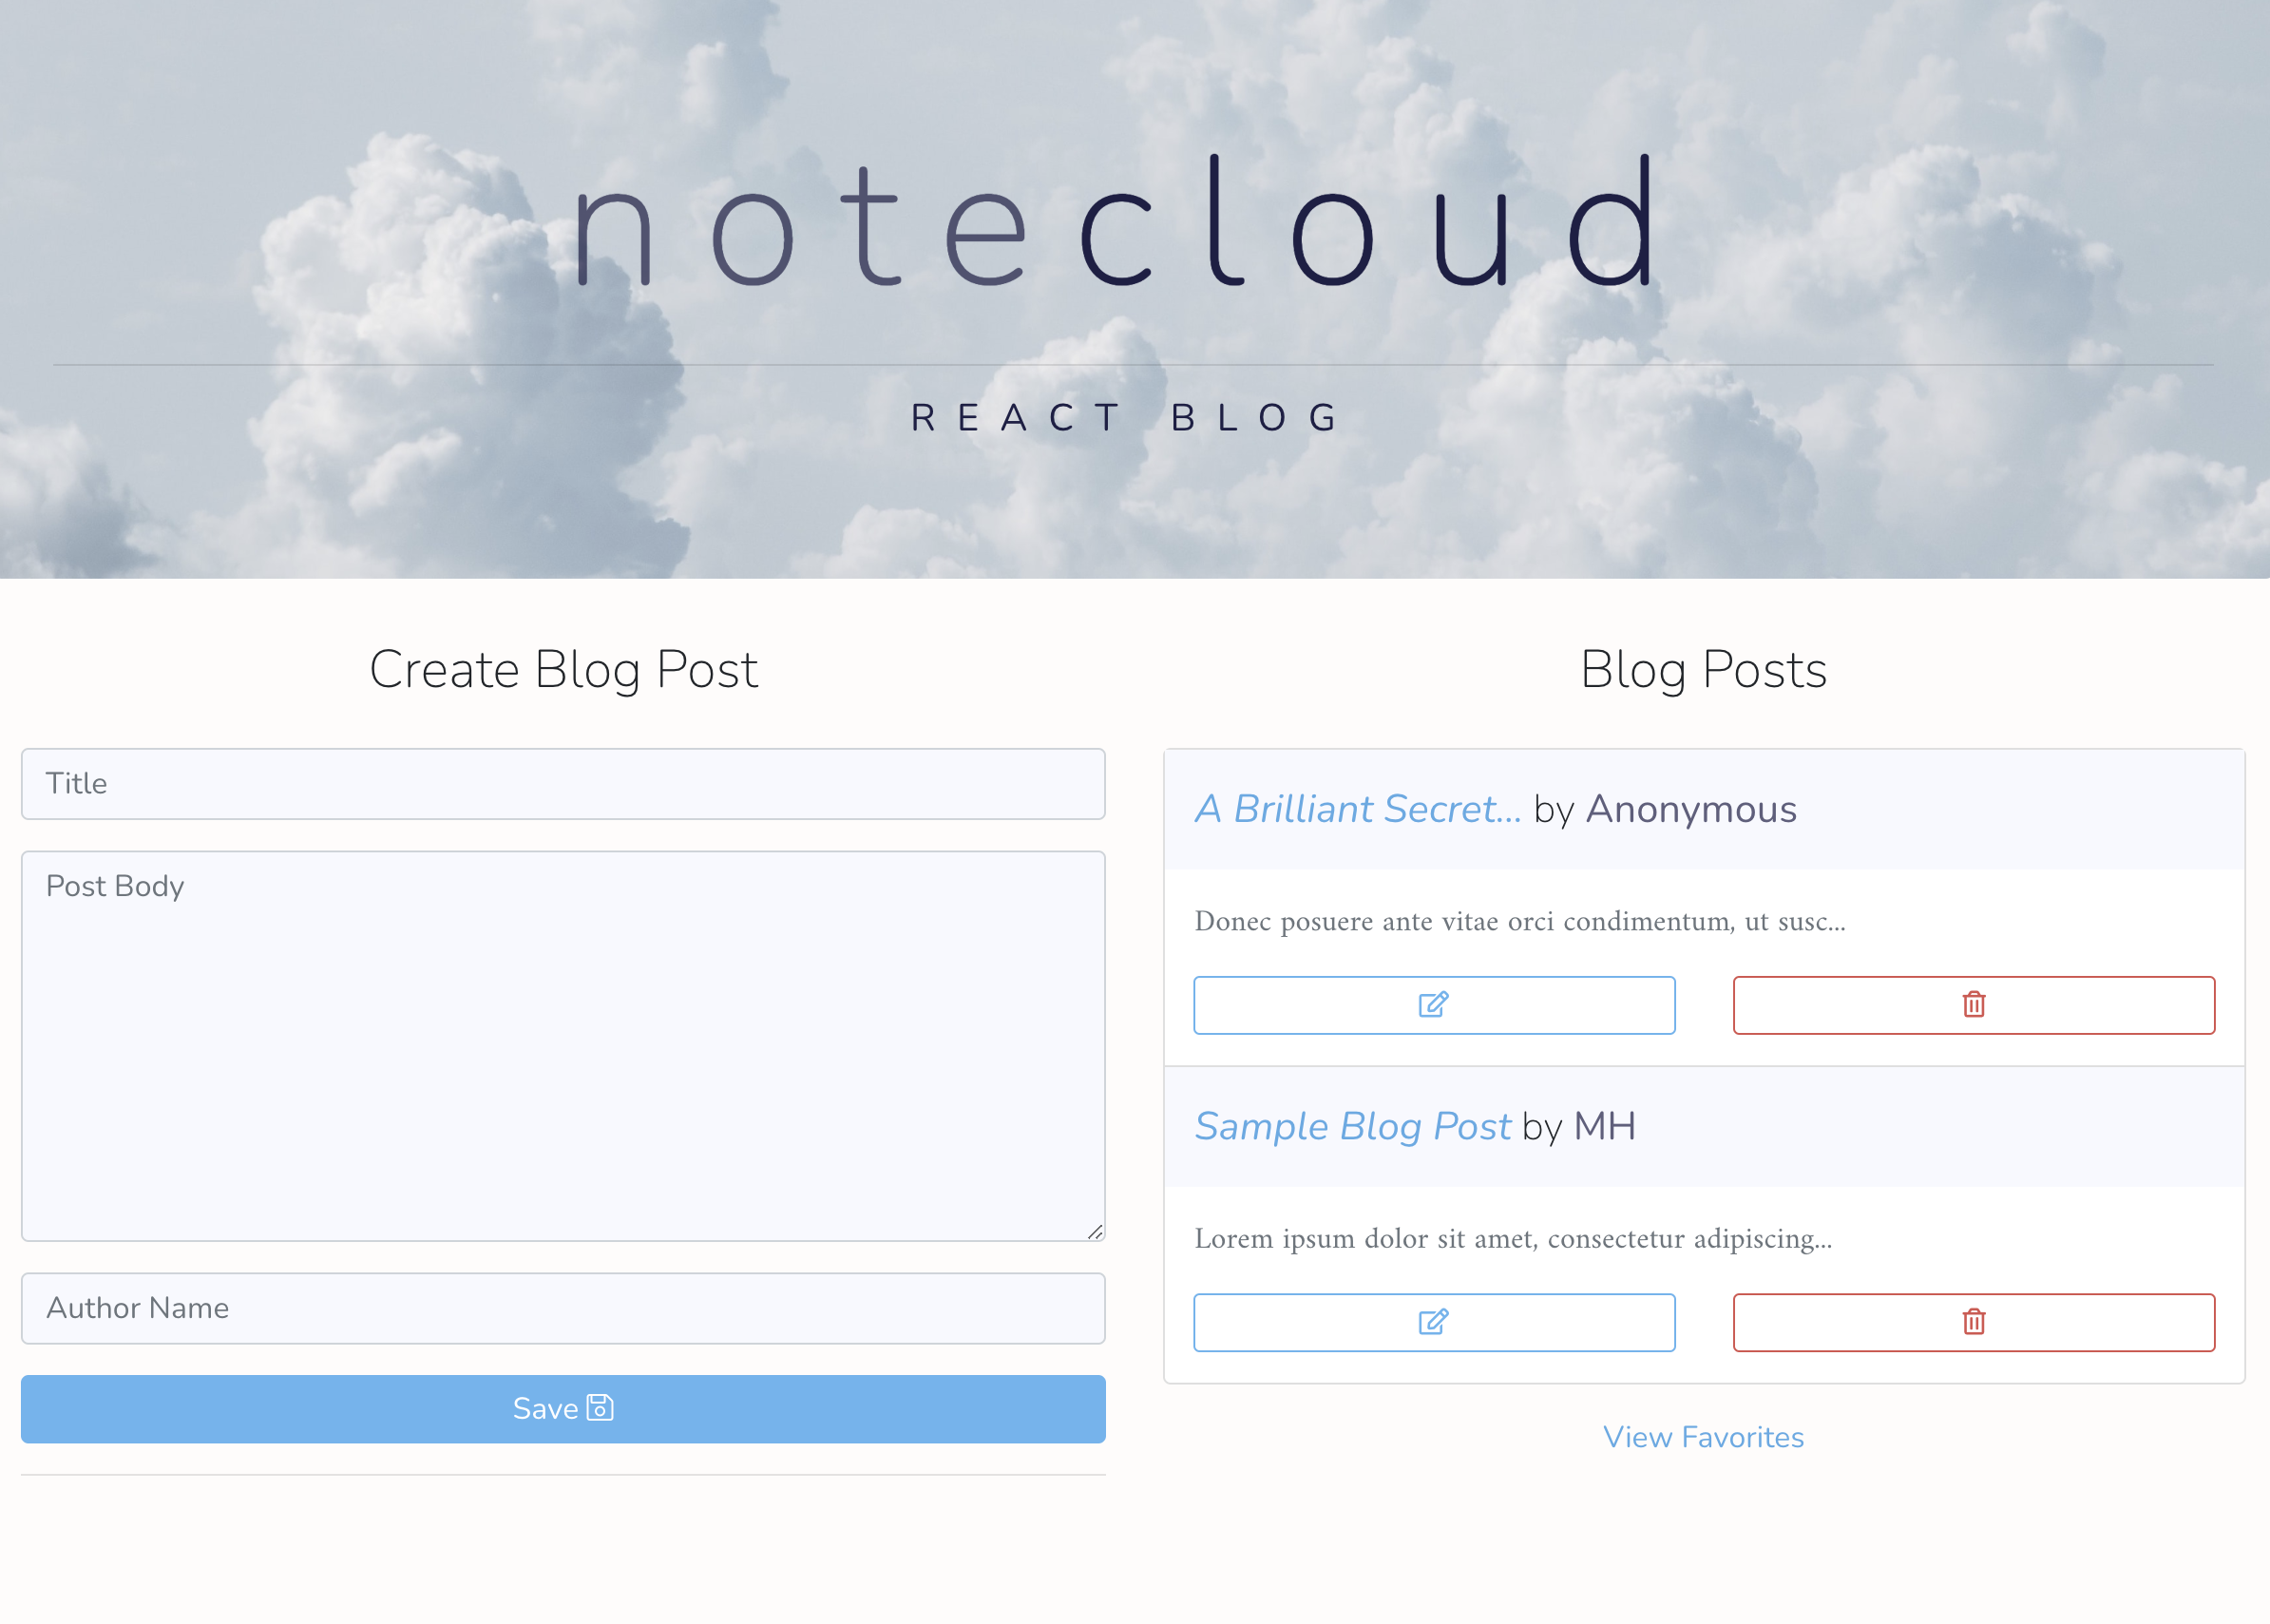 notecloud
REACT BLOG
Create Blog Post
Title
Post Body
Author Name
Save
Blog Posts
A Brilliant Secret... by Anonymous
Donec posuere ante vitae orci condimentum, ut susc...
Sample Blog Post by MH
Lorem ipsum dolor sit amet, consectetur adipiscing...
View Favorites